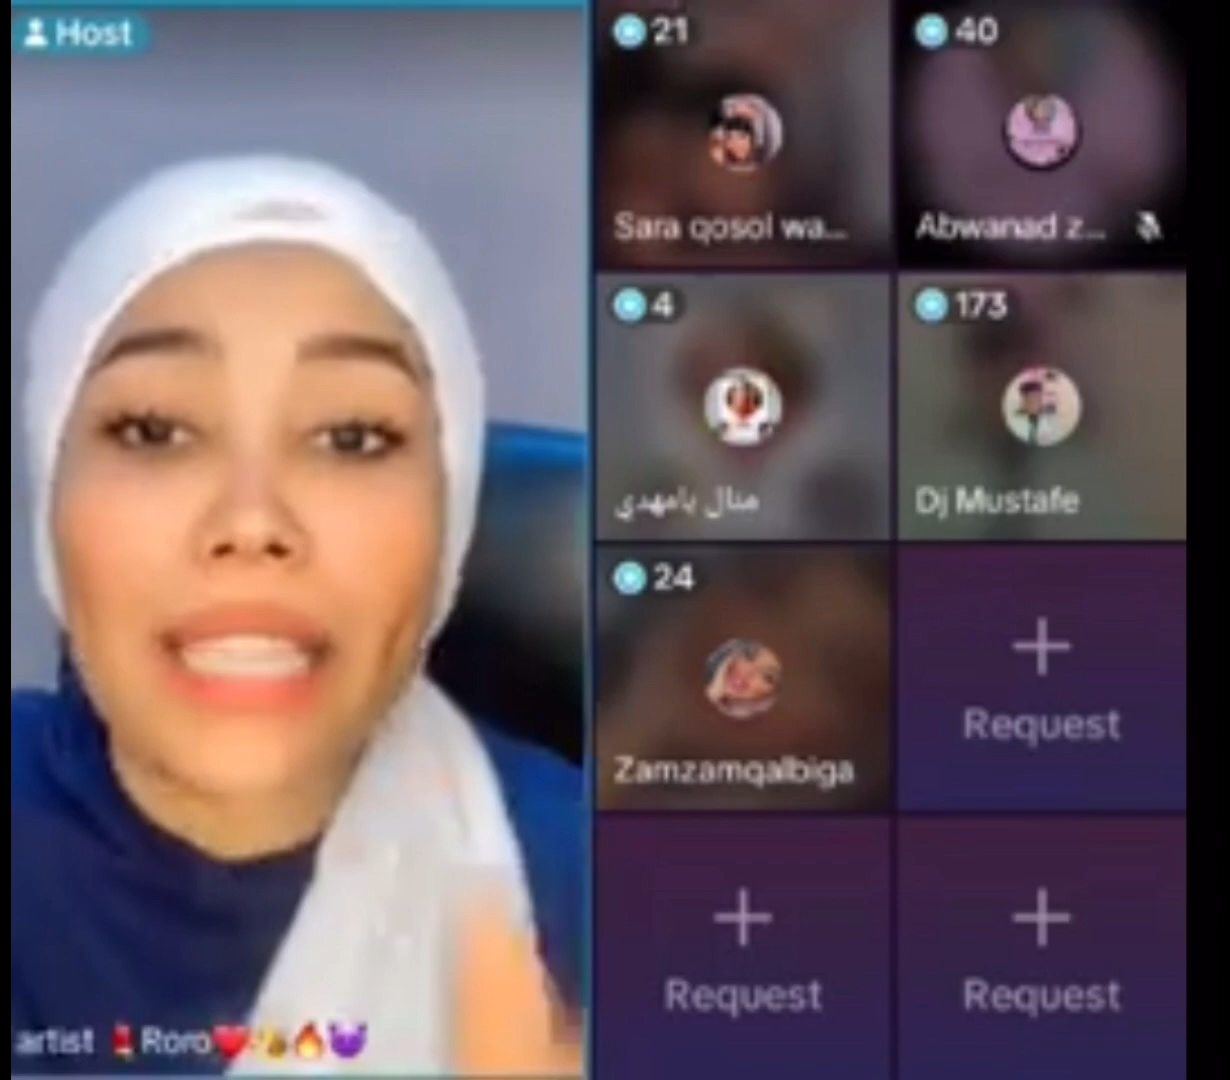 Host
artist 💄Roro❤️🐝🔥😈
21
Sara qosol wa...
40
Abwanad z...
4
منال بامهدي
173
Dj Mustafe
24
Zamzamqalbiga
Request
Request
Request